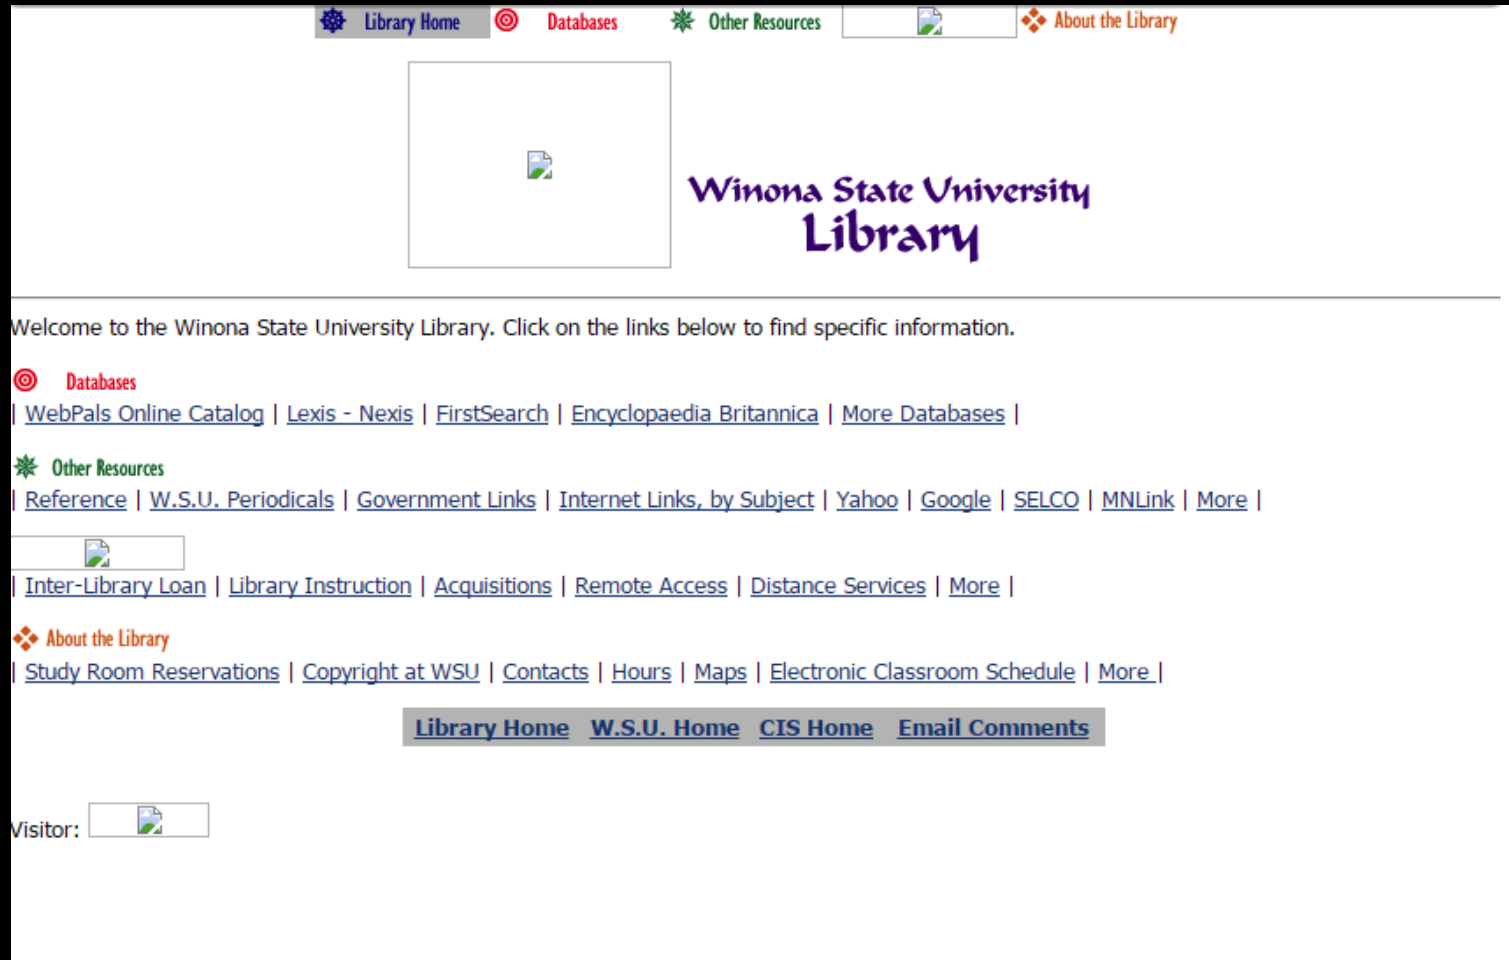 Library Home Databases Other Resources About the Library
Winona State University
Library
Welcome to the Winona State University Library. Click on the links below to find specific information.
Databases
| WebPals Online Catalog | Lexis - Nexis | FirstSearch | Encyclopaedia Britannica | More Databases |
Other Resources
| Reference | W.S.U. Periodicals | Government Links | Internet Links, by Subject | Yahoo | Google | SELCO | MNLink | More |
| Inter-Library Loan | Library Instruction | Acquisitions | Remote Access | Distance Services | More |
About the Library
| Study Room Reservations | Copyright at WSU | Contacts | Hours | Maps | Electronic Classroom Schedule | More |
Library Home W.S.U. Home CIS Home Email Comments
Visitor: